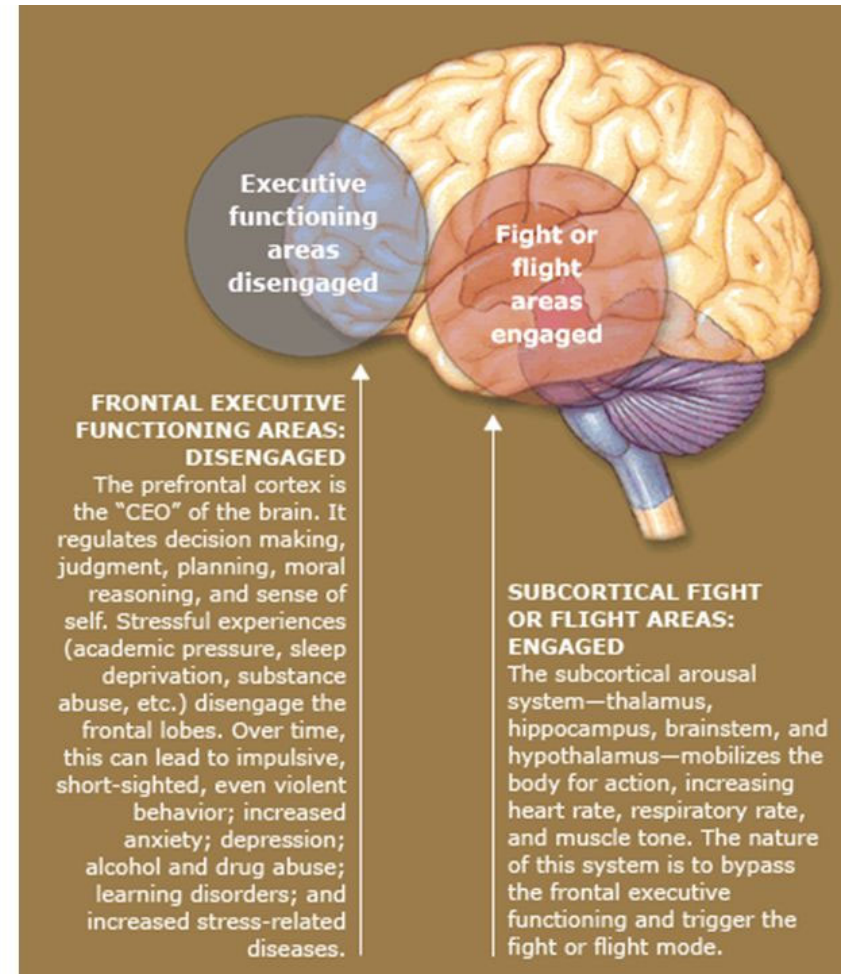 Executive
functioning
areas
disengaged
Fight or
flight
areas
engaged
FRONTAL EXECUTIVE
FUNCTIONING AREAS:
DISENGAGED
The prefrontal cortex is
the “CEO” of the brain. It
regulates decision making,
judgment, planning, moral
reasoning, and sense of
self. Stressful experiences
(academic pressure, sleep
deprivation, substance
abuse, etc.) disengage the
frontal lobes. Over time,
this can lead to impulsive,
short-sighted, even violent
behavior; increased
anxiety; depression;
alcohol and drug abuse;
learning disorders; and
increased stress-related
diseases.
SUBCORTICAL FIGHT
OR FLIGHT AREAS:
ENGAGED
The subcortical arousal
system—thalamus,
hippocampus, brainstem, and
hypothalamus—mobilizes the
body for action, increasing
heart rate, respiratory rate,
and muscle tone. The nature
of this system is to bypass
the frontal executive
functioning and trigger the
fight or flight mode.